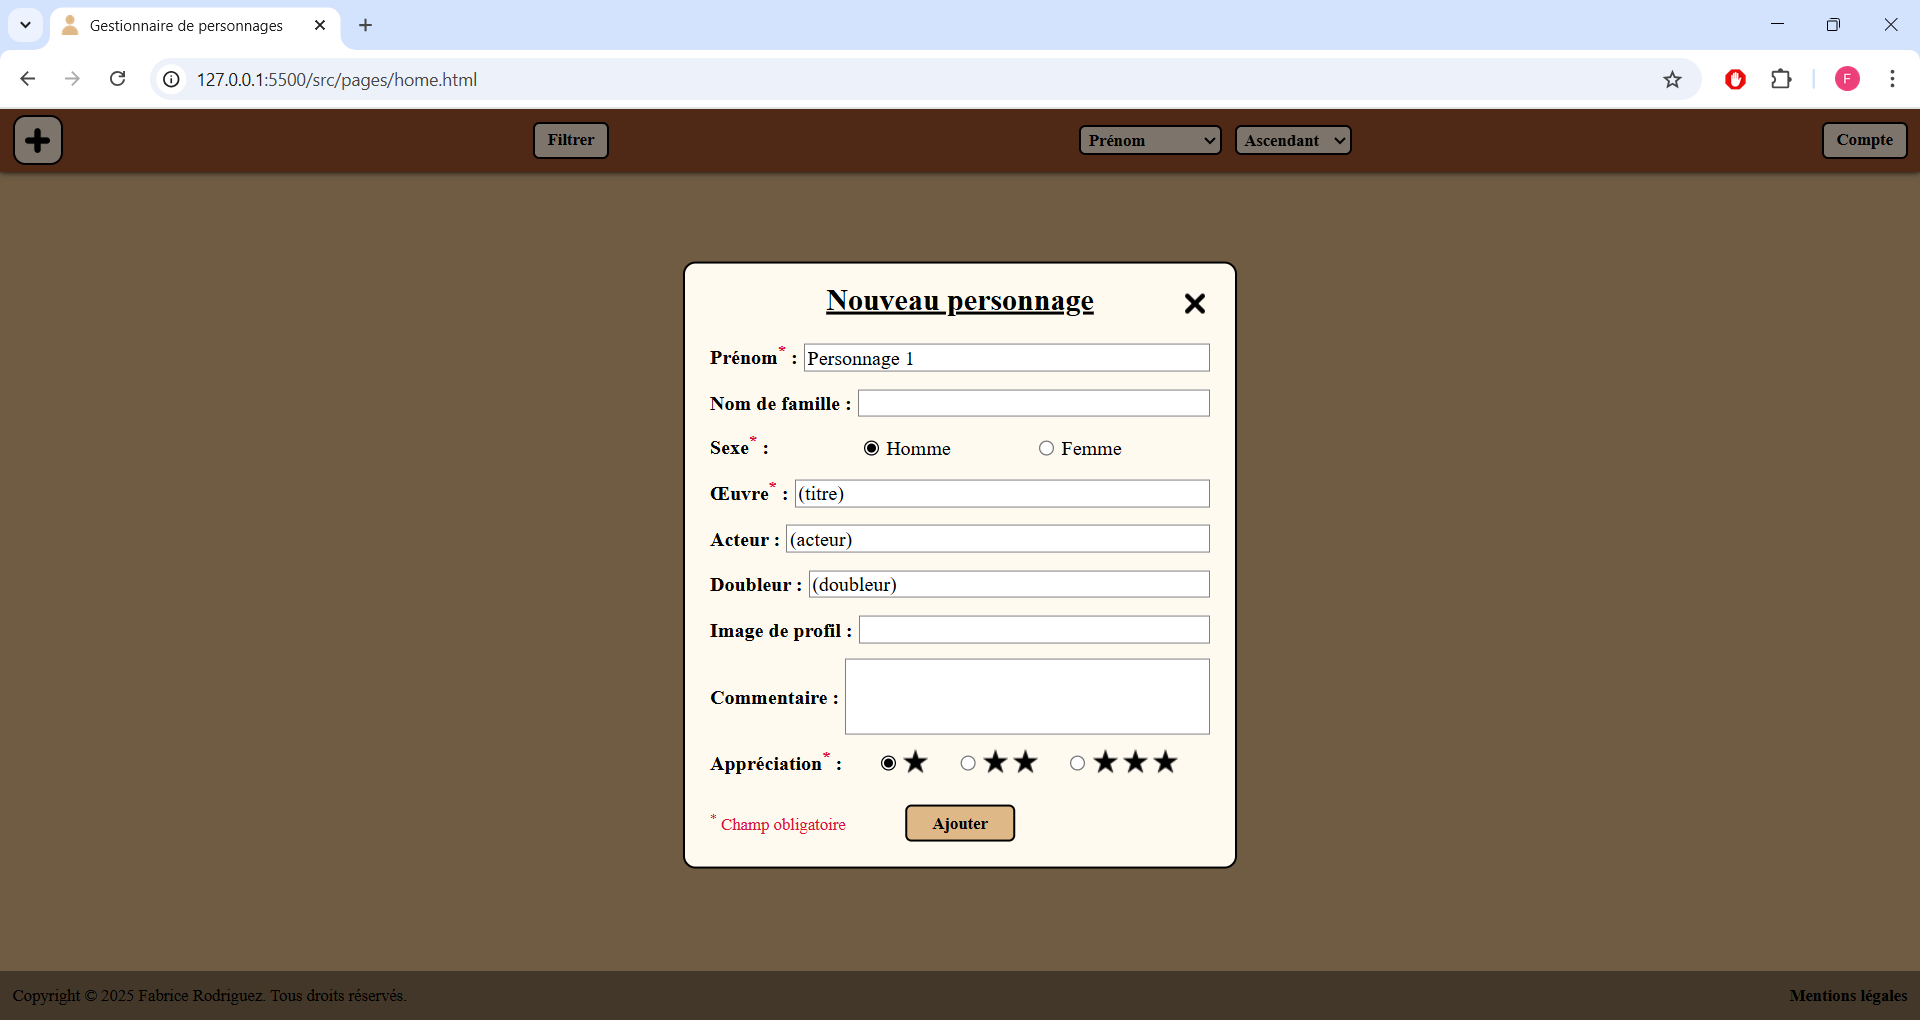 Gestionnaire de personnages
127.0.0.1:5500/src/pages/home.html
F
Filtrer
Prénom
Ascendant
Compte
Nouveau personnage
Prénom* : Personnage 1
Nom de famille :
Sexe* : Homme Femme
Œuvre* : (titre)
Acteur : (acteur)
Doubleur : (doubleur)
Image de profil :
Commentaire :
Appréciation* : ★ ★★ ★★★
* Champ obligatoire
Ajouter
Copyright © 2025 Fabrice Rodriguez. Tous droits réservés.
Mentions légales